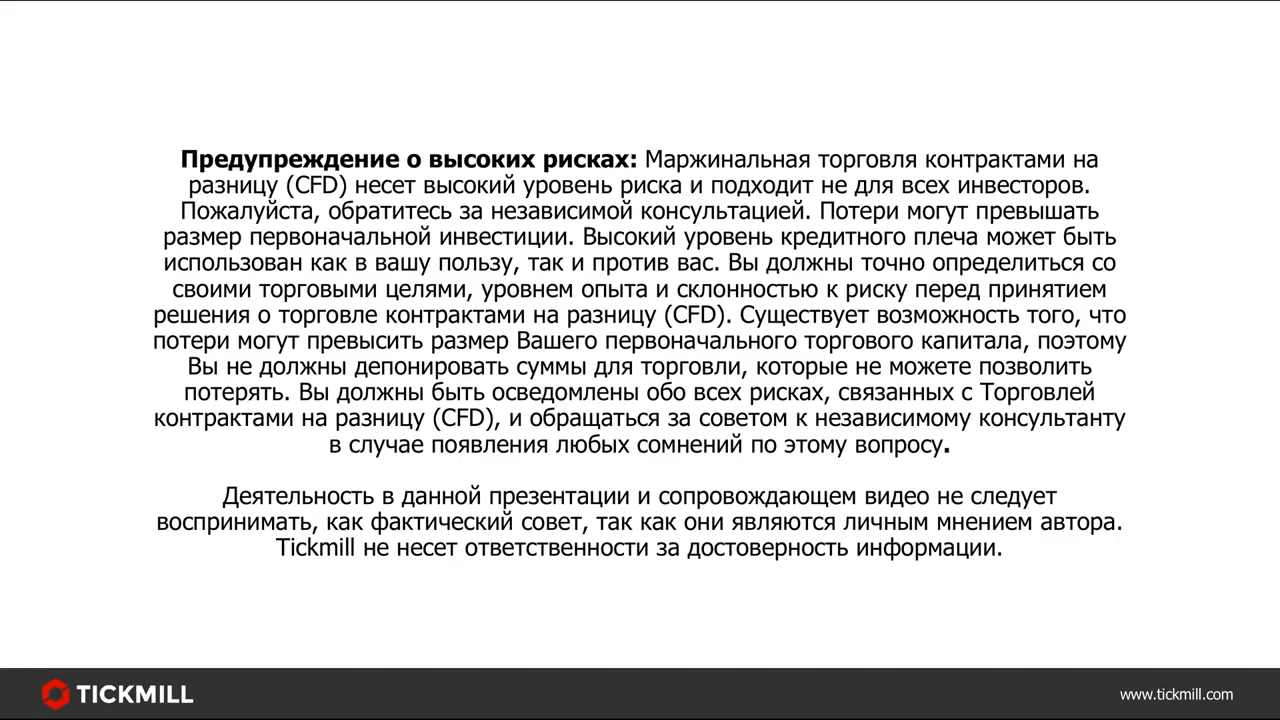 Предупреждение о высоких рисках: Маржинальная торговля контрактами на
разницу (CFD) несет высокий уровень риска и подходит не для всех инвесторов.
Пожалуйста, обратитесь за независимой консультацией. Потери могут превышать
размер первоначальной инвестиции. Высокий уровень кредитного плеча может быть
использован как в вашу пользу, так и против вас. Вы должны точно определиться со
своими торговыми целями, уровнем опыта и склонностью к риску перед принятием
решения о торговле контрактами на разницу (CFD). Существует возможность того, что
потери могут превысить размер Вашего первоначального торгового капитала, поэтому
Вы не должны депонировать суммы для торговли, которые не можете позволить
потерять. Вы должны быть осведомлены обо всех рисках, связанных с Торговлей
контрактами на разницу (CFD), и обращаться за советом к независимому консультанту
в случае появления любых сомнений по этому вопросу.
Деятельность в данной презентации и сопровождающем видео не следует
воспринимать, как фактический совет, так как они являются личным мнением автора.
Tickmill не несет ответственности за достоверность информации.
TICKMILL
www.tickmill.com